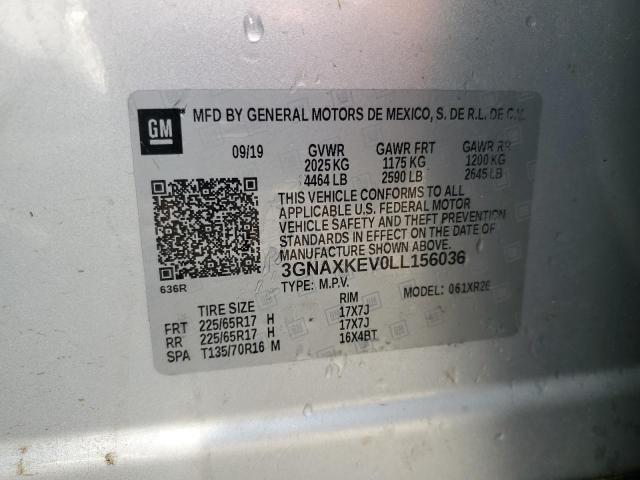 GM MFD BY GENERAL MOTORS DE MEXICO, S. DE R.L. DE C.V.
09/19 GVWR GAWR FRT GAWR RR
2025 KG 1175 KG 1200 KG
4464 LB 2590 LB 2645 LB
THIS VEHICLE CONFORMS TO ALL
APPLICABLE U.S. FEDERAL MOTOR
VEHICLE SAFETY AND THEFT PREVENTION
STANDARDS IN EFFECT ON THE DATE OF
MANUFACTURE SHOWN ABOVE.
636R 3GNAXKEV0LL156036
TYPE: M.P.V. MODEL: 061XR26
TIRE SIZE RIM
FRT 225/65R17 H 17X7J
RR 225/65R17 H 17X7J
SPA T135/70R16 M 16X4BT